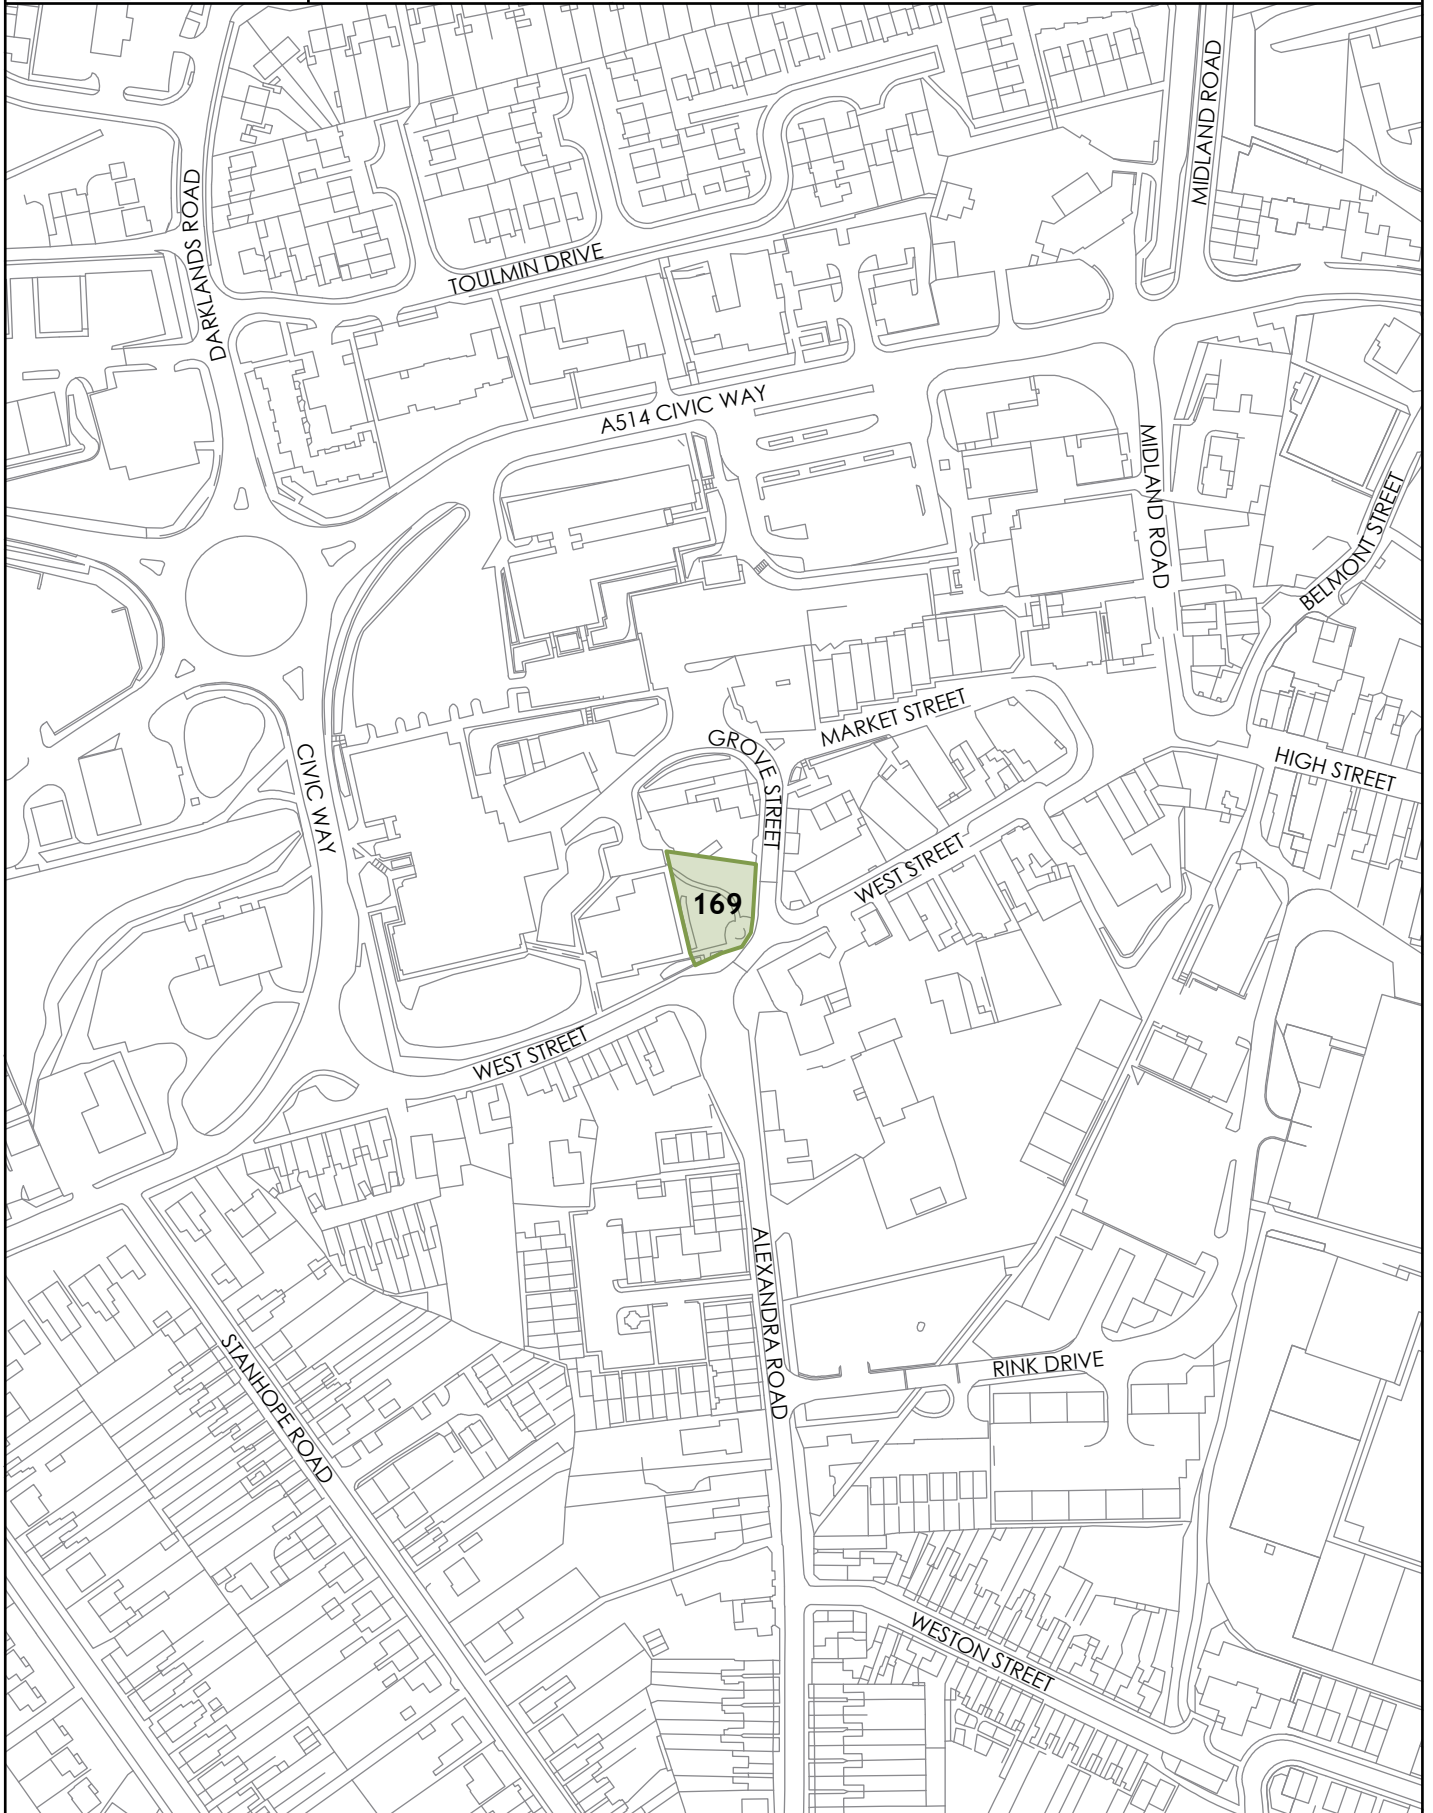 MIDLAND ROAD
DARKLANDS ROAD
TOULMIN DRIVE
A514 CIVIC WAY
MIDLAND ROAD
BELMONT STREET
MARKET STREET
GROVE STREET
HIGH STREET
CIVIC WAY
WEST STREET
169
WEST STREET
ALEXANDRA ROAD
STANHOPE ROAD
RINK DRIVE
WESTON STREET